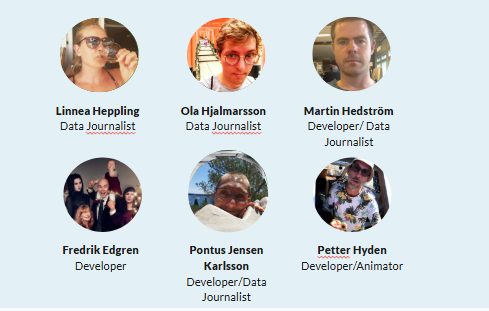 Linnea Heppling
Data Journalist
Ola Hjalmarsson
Data Journalist
Martin Hedström
Developer/ Data
Journalist
Fredrik Edgren
Developer
Pontus Jensen
Karlsson
Developer/Data
Journalist
Petter Hyden
Developer/Animator